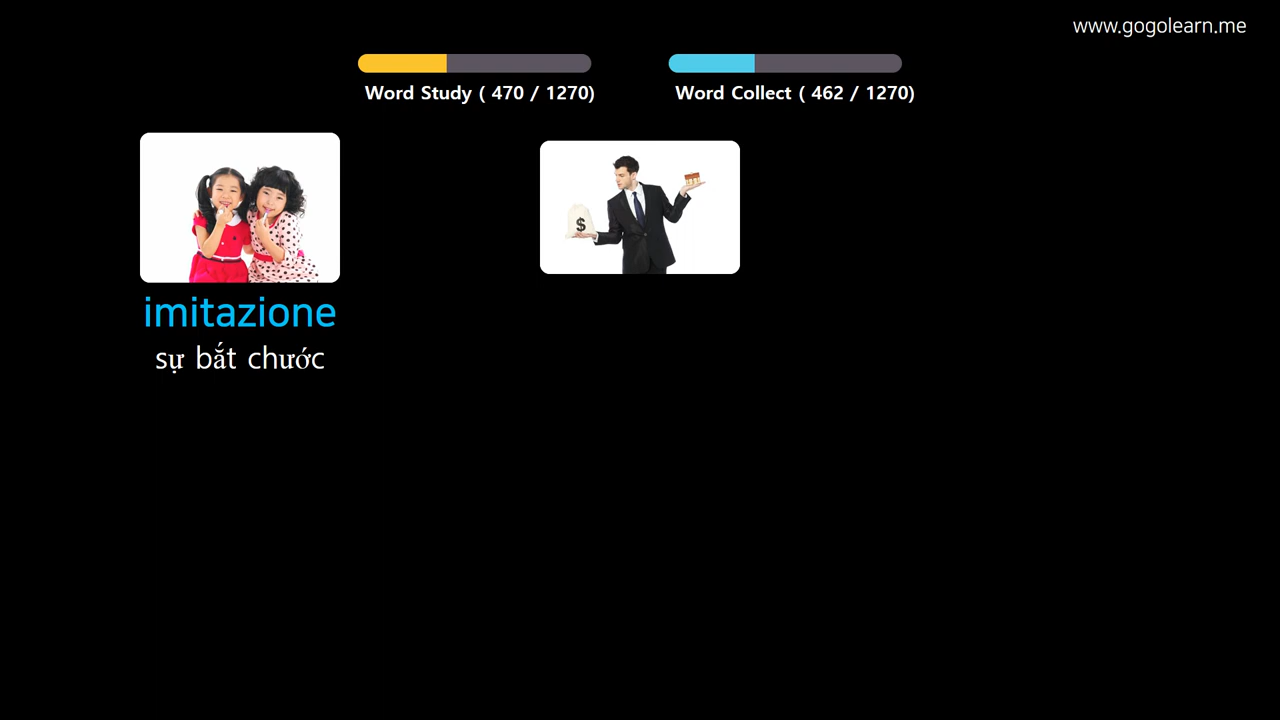 www.gogolearn.me
Word Study ( 470 / 1270)
Word Collect ( 462 / 1270)
$
imitazione
sự bắt chước